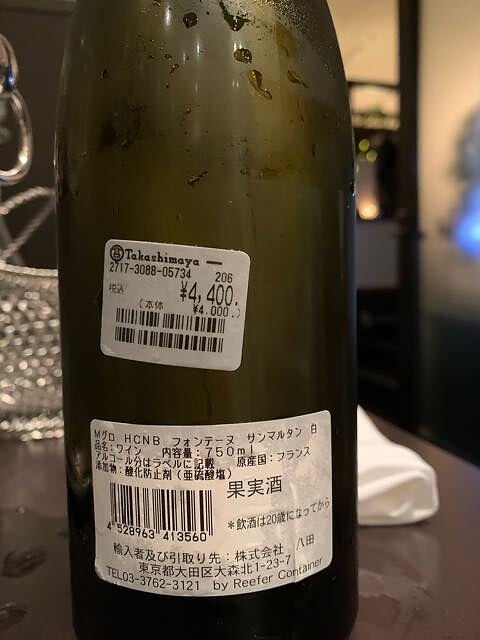 Takashimaya
2717-3088-05734
206
税込 ¥4,400.
(本体 ¥4.000.)
Mグロ HCNB フォンテーヌ サンマルタン 白
品名:ワイン 内容量:750ml
アルコール分はラベルに記載 原産国:フランス
添加物:酸化防止剤(亜硫酸塩)
果実酒
4 528963 413560
*飲酒は20歳になってから
輸入者及び引取り先:株式会社 八田
東京都大田区大森北1-23-7
TEL03-3762-3121 by Reefer Container